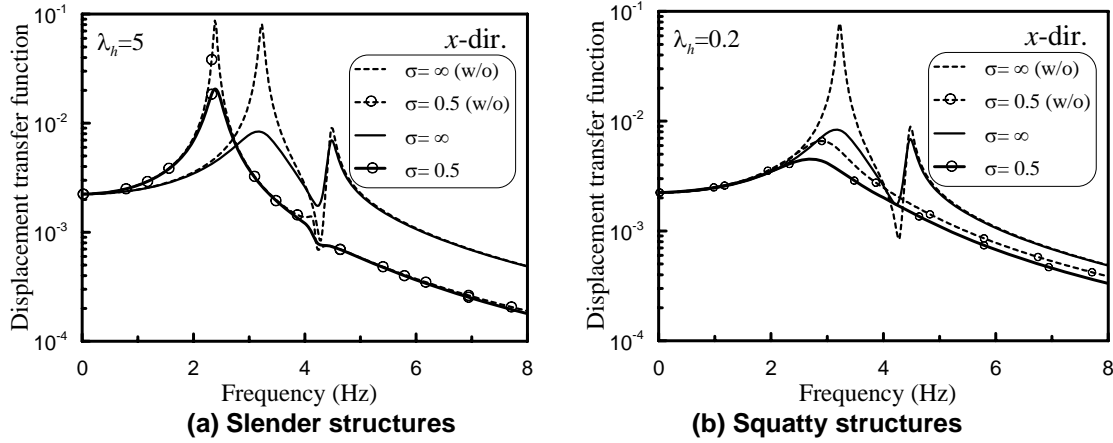 10⁻¹
λₕ=5
x-dir.
σ= ∞ (w/o)
σ= 0.5 (w/o)
σ= ∞
σ= 0.5
10⁻²
10⁻³
10⁻⁴
Displacement transfer function
0 2 4 6 8
Frequency (Hz)
(a) Slender structures
10⁻¹
λₕ=0.2
x-dir.
σ= ∞ (w/o)
σ= 0.5 (w/o)
σ= ∞
σ= 0.5
10⁻²
10⁻³
10⁻⁴
Displacement transfer function
0 2 4 6 8
Frequency (Hz)
(b) Squatty structures